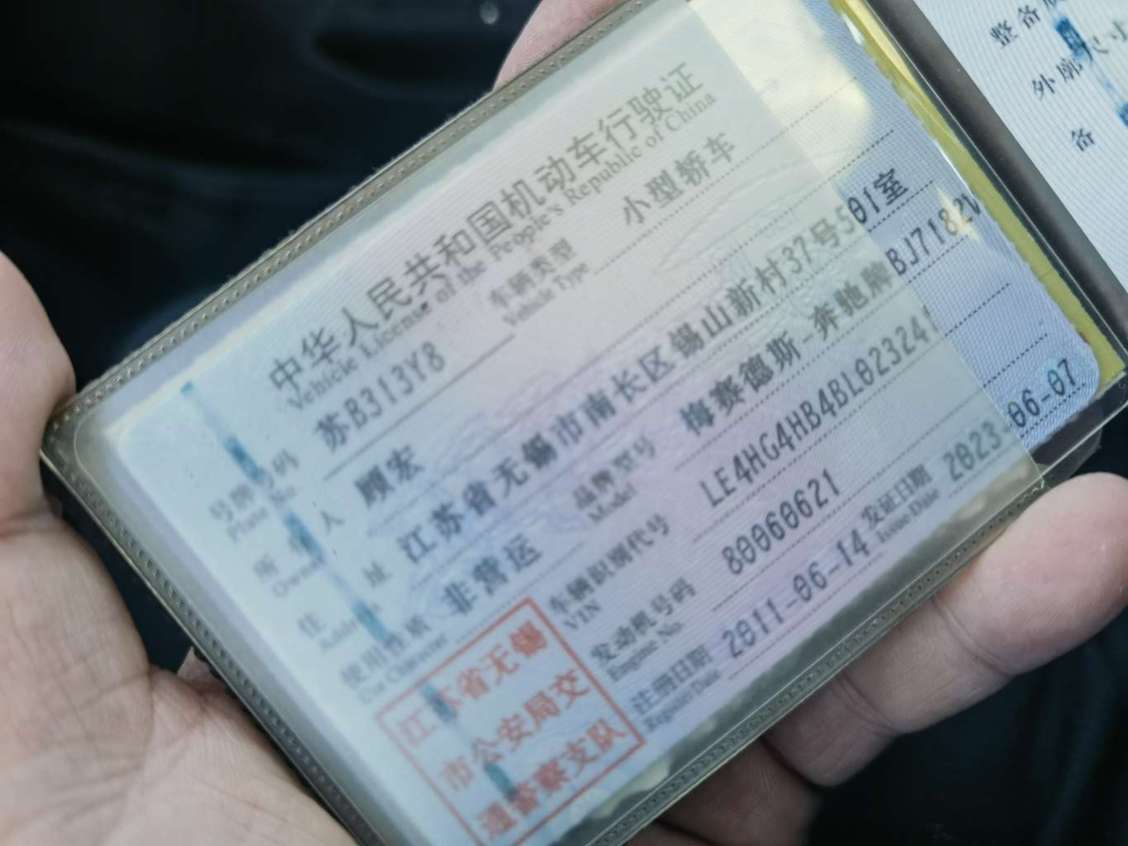 中华人民共和国机动车行驶证
Vehicle License of the People's Republic of China
号牌号码 苏B313Y8 车辆类型 小型轿车
Plate No. Vehicle Type
所有人 顾宏
Owner
住址 江苏省无锡市南长区锡山新村37号501室
Address
使用性质 非营运 品牌型号 梅赛德斯-奔驰牌BJ7182V
Use Character Model
车辆识别代号 LE4HG4HB4BL023241
VIN
发动机号码 80060621
Engine No.
注册日期 2011-06-14 发证日期 2023-06-07
Register Date Issue Date
江苏省无锡
市公安局交
通警察支队
整备
外廓尺寸
备